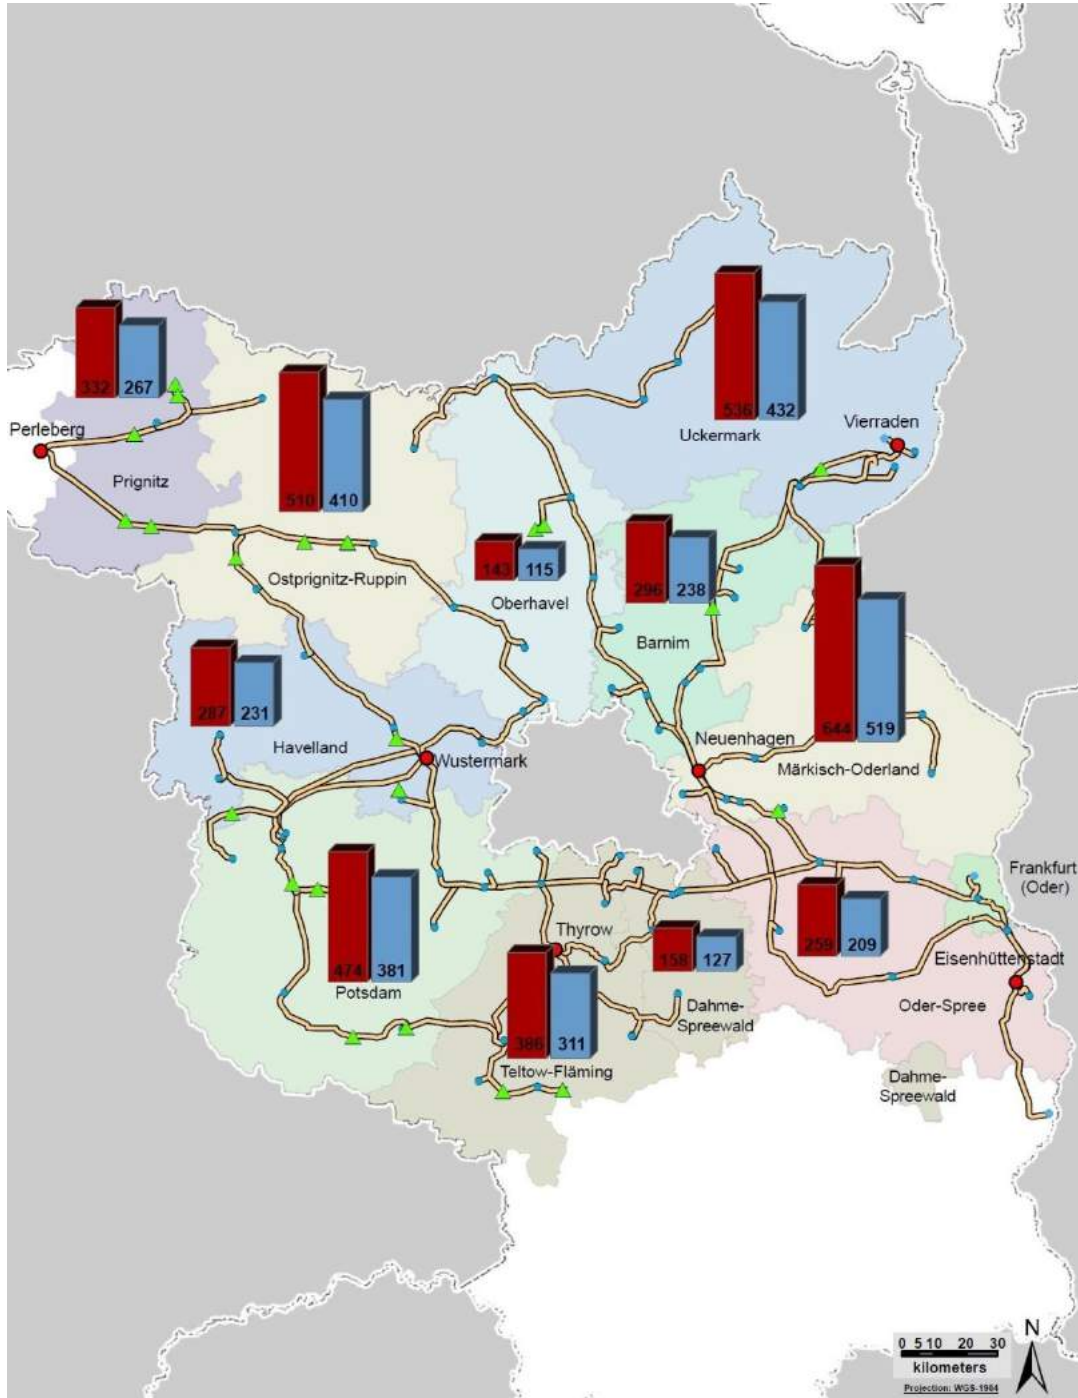 332 267
Perleberg
Prignitz
510 410
Ostprignitz-Ruppin
143 115
Oberhavel
536 432
Uckermark
Vierraden
296 238
Barnim
644 519
Neuenhagen
Märkisch-Oderland
287 231
Havelland
Wustermark
474 381
Potsdam
Thyrow
386 311
Teltow-Fläming
158 127
Dahme-
Spreewald
259 209
Frankfurt
(Oder)
Eisenhüttenstadt
Oder-Spree
Dahme-
Spreewald
N
0 5 10 20 30
kilometers
Projection: WGS-1984